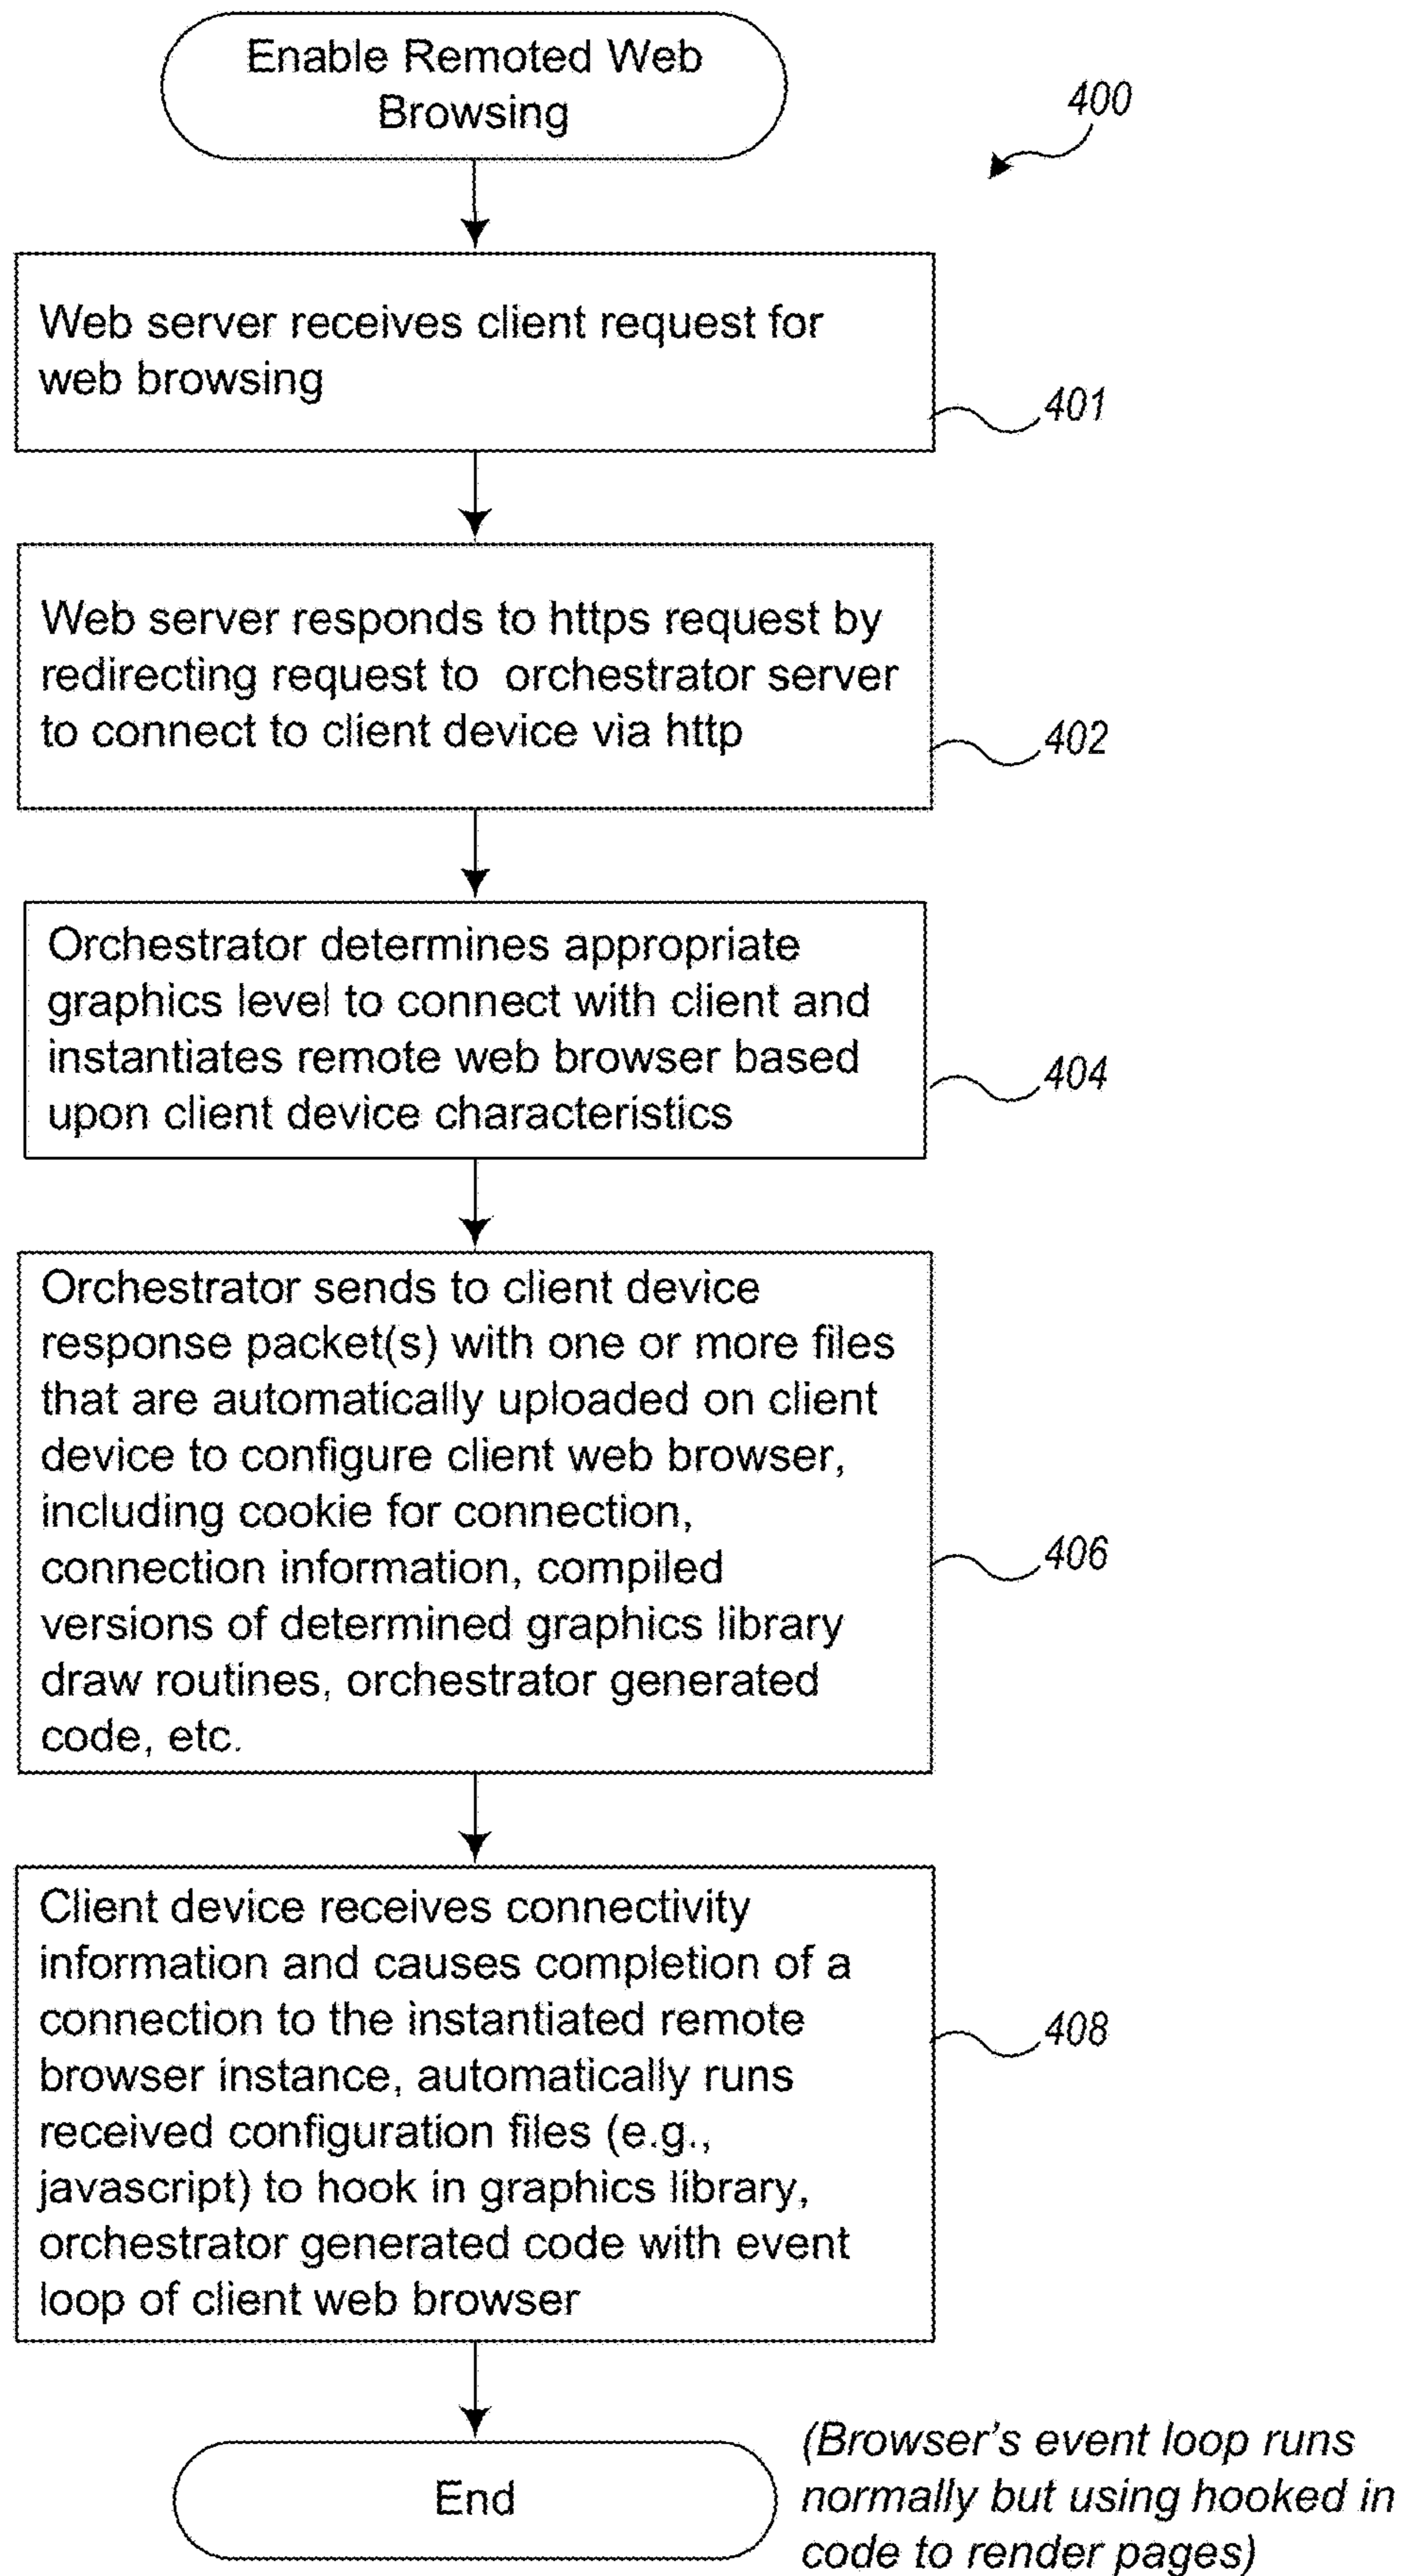 Enable Remoted Web
Browsing
400
Web server receives client request for
web browsing
401
Web server responds to https request by
redirecting request to orchestrator server
to connect to client device via http
402
Orchestrator determines appropriate
graphics level to connect with client and
instantiates remote web browser based
upon client device characteristics
404
Orchestrator sends to client device
response packet(s) with one or more files
that are automatically uploaded on client
device to configure client web browser,
including cookie for connection,
connection information, compiled
versions of determined graphics library
draw routines, orchestrator generated
code, etc.
406
Client device receives connectivity
information and causes completion of a
connection to the instantiated remote
browser instance, automatically runs
received configuration files (e.g.,
javascript) to hook in graphics library,
orchestrator generated code with event
loop of client web browser
408
End
(Browser's event loop runs
normally but using hooked in
code to render pages)